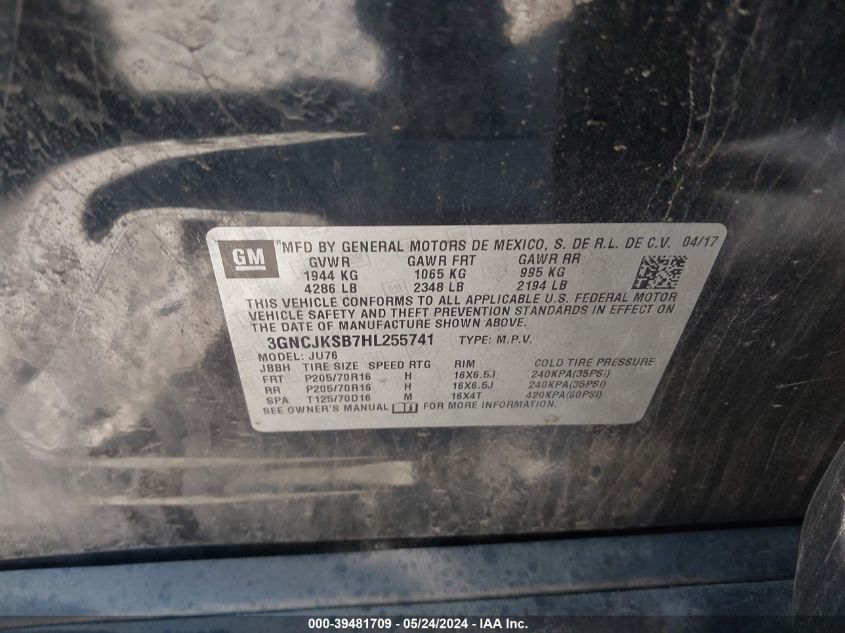 GM
*MFD BY GENERAL MOTORS DE MEXICO, S. DE R.L. DE C.V. 04/17
GVWR GAWR FRT GAWR RR
1944 KG 1065 KG 995 KG
4286 LB 2348 LB 2194 LB
THIS VEHICLE CONFORMS TO ALL APPLICABLE U.S. FEDERAL MOTOR
VEHICLE SAFETY AND THEFT PREVENTION STANDARDS IN EFFECT ON
THE DATE OF MANUFACTURE SHOWN ABOVE.
3GNCJKSB7HL255741 TYPE: M.P.V.
MODEL: JU76
JBBH TIRE SIZE SPEED RTG RIM COLD TIRE PRESSURE
FRT P205/70R16 H 16X6.5J 240KPA(35PSI)
RR P205/70R16 H 16X6.5J 240KPA(35PSI)
SPA T125/70D16 M 16X4T 420KPA(60PSI)
SEE OWNER'S MANUAL FOR MORE INFORMATION.
000-39481709 - 05/24/2024 - IAAI.COM